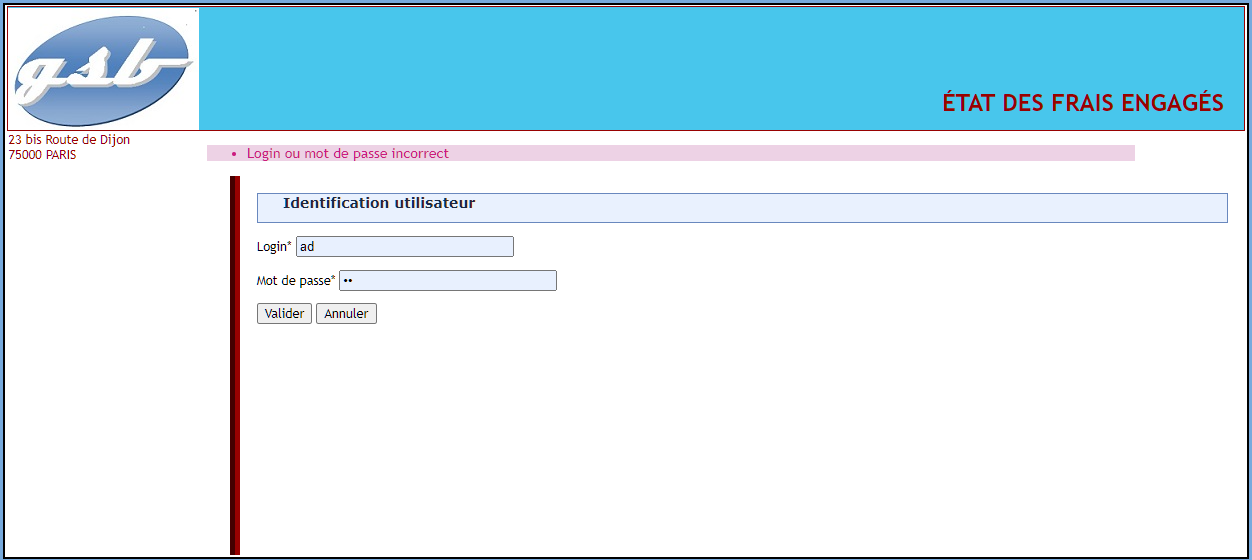 gsb
ÉTAT DES FRAIS ENGAGÉS
23 bis Route de Dijon
75000 PARIS
• Login ou mot de passe incorrect
Identification utilisateur
Login* ad
Mot de passe* ••
Valider Annuler